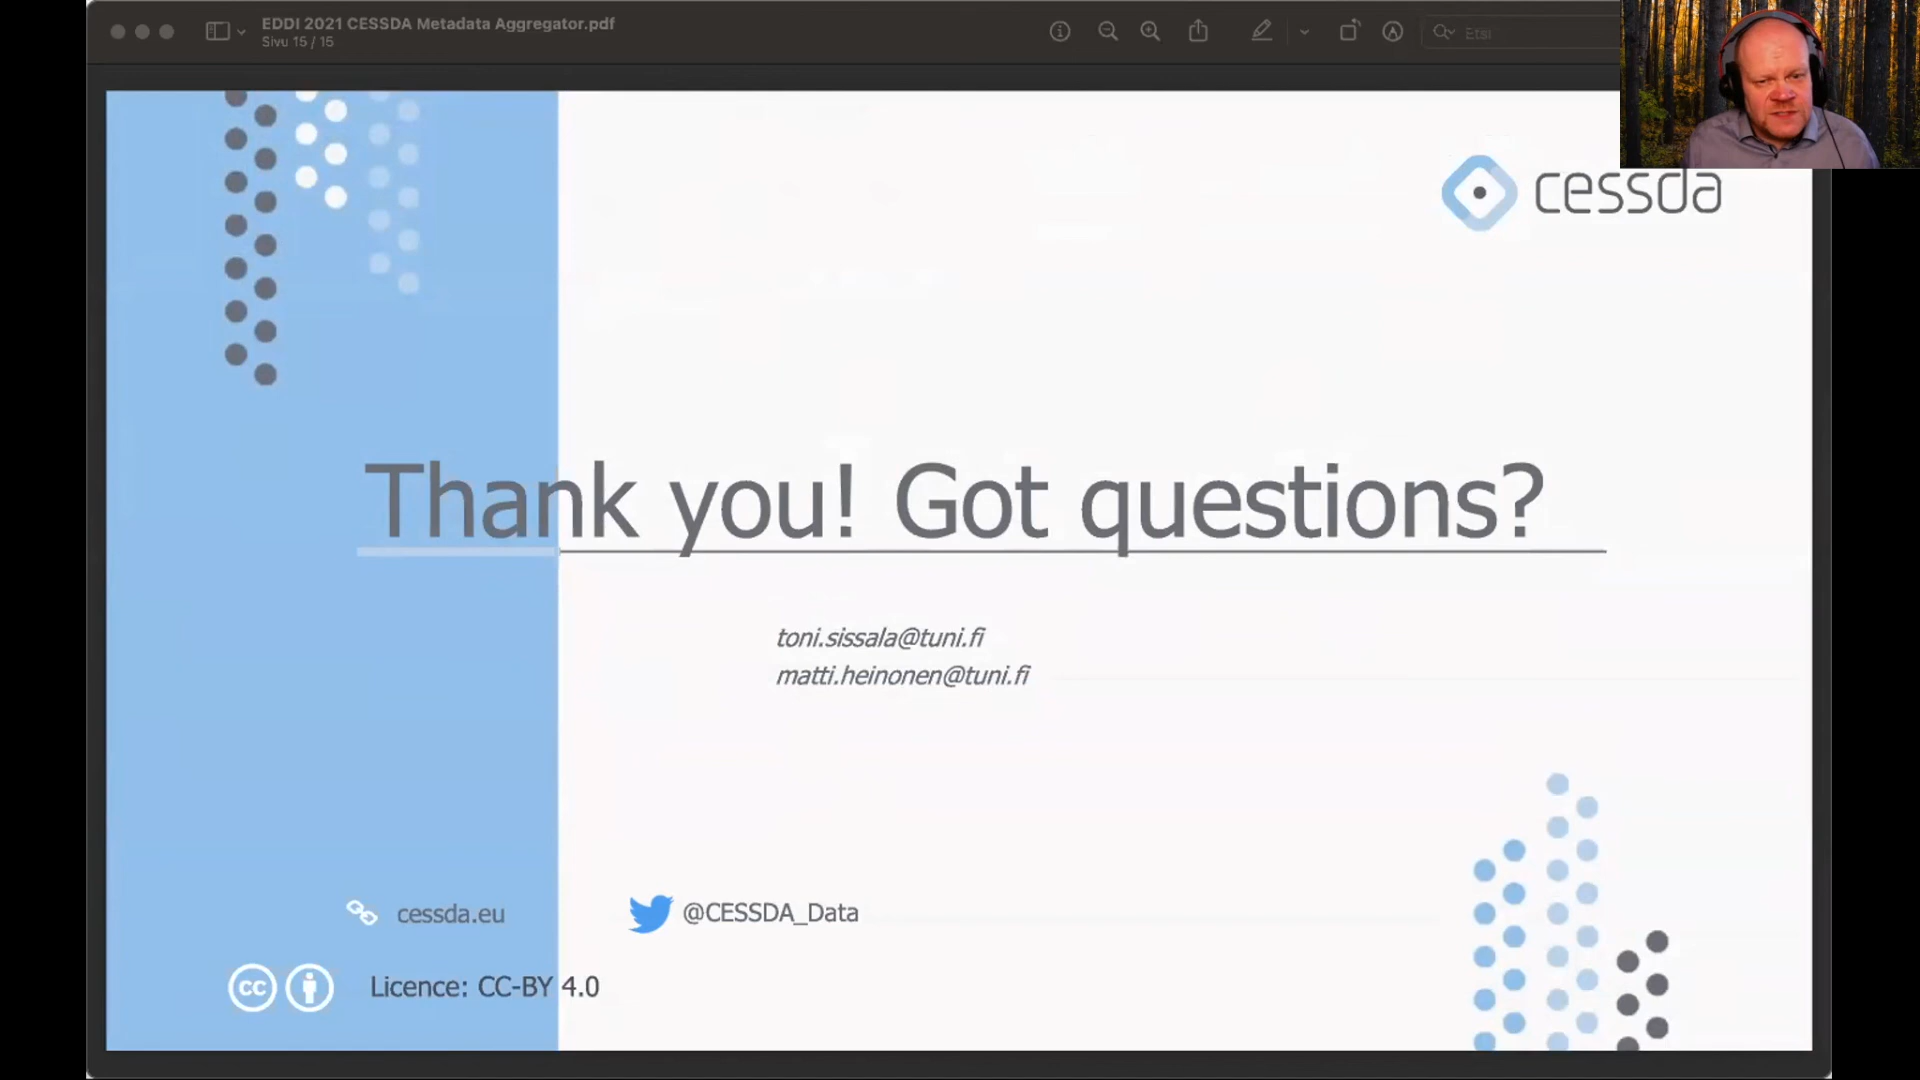 EDDI 2021 CESSDA Metadata Aggregator.pdf
Sivu 15 / 15
Etsi
cessda
Thank you! Got questions?
toni.sissala@tuni.fi
matti.heinonen@tuni.fi
cessda.eu
@CESSDA_Data
cc
Licence: CC-BY 4.0